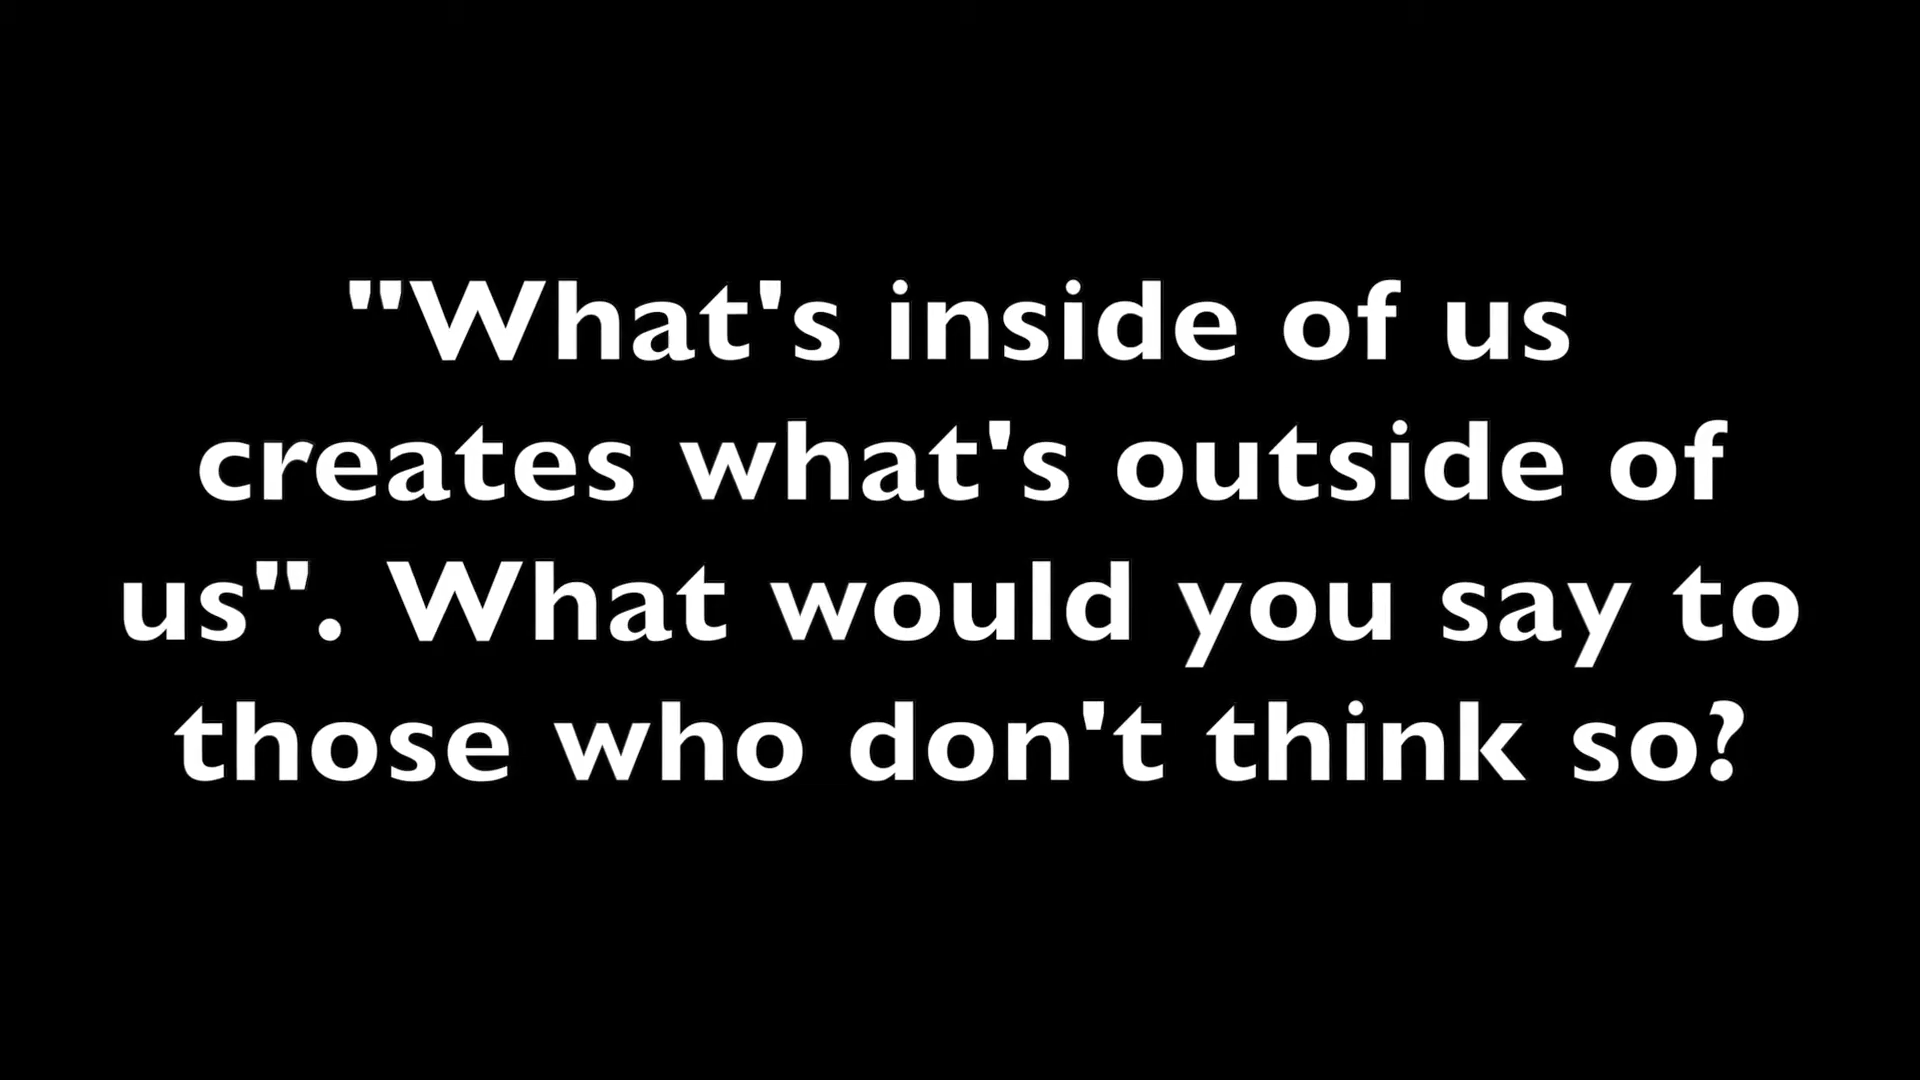 "What's inside of us
creates what's outside of
us". What would you say to
those who don't think so?